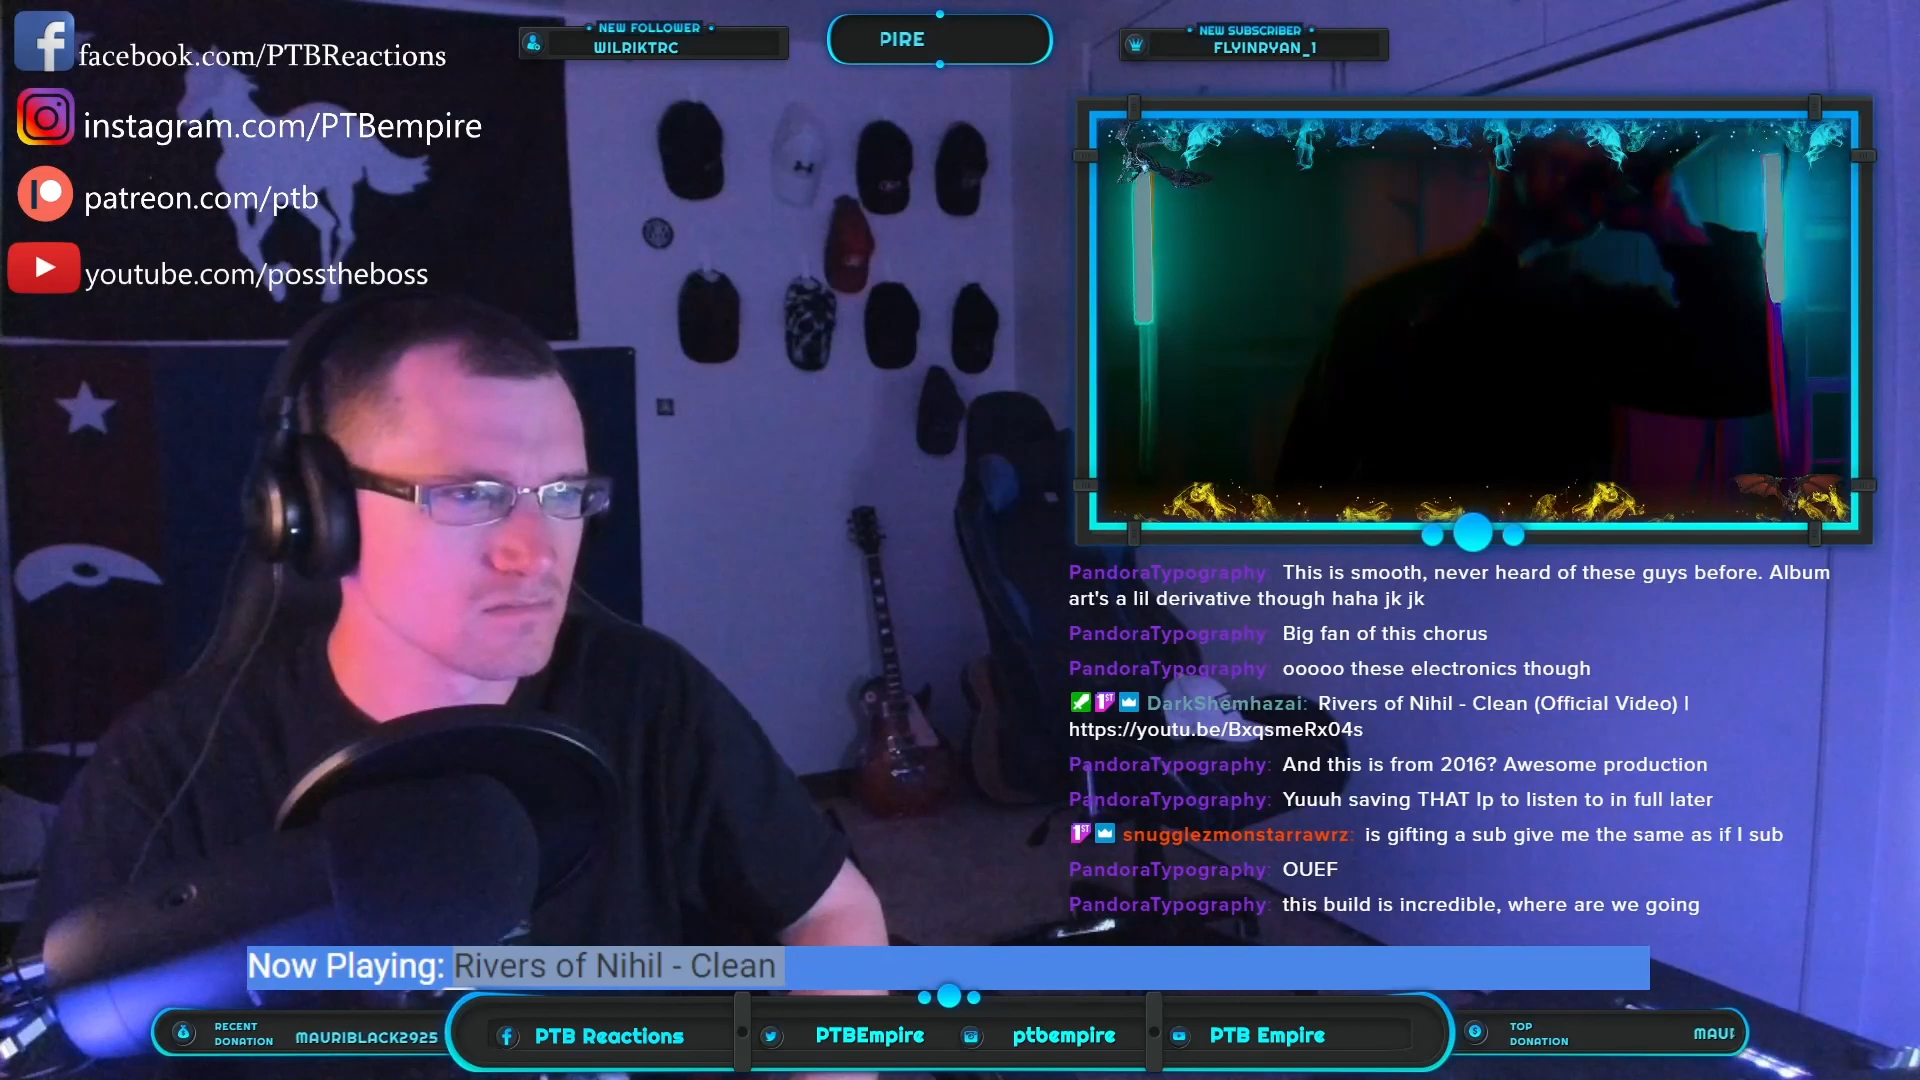 facebook.com/PTBReactions
instagram.com/PTBempire
patreon.com/ptb
youtube.com/posstheboss
NEW FOLLOWER
WILRIKTRC
PIRE
NEW SUBSCRIBER
FLYINRYAN_1
PandoraTypography: This is smooth, never heard of these guys before. Album
art's a lil derivative though haha jk jk
PandoraTypography: Big fan of this chorus
PandoraTypography: ooooo these electronics though
1ST DarkShemhazai: Rivers of Nihil - Clean (Official Video) |
https://youtu.be/BxqsmeRx04s
PandoraTypography: And this is from 2016? Awesome production
PandoraTypography: Yuuuh saving THAT lp to listen to in full later
1ST snugglezmonstarrawrz: is gifting a sub give me the same as if I sub
PandoraTypography: OUEF
PandoraTypography: this build is incredible, where are we going
Now Playing: Rivers of Nihil - Clean
RECENT
DONATION
MAURIBLACK2925
PTB Reactions
PTBEmpire
ptbempire
PTB Empire
TOP
DONATION
MAUI